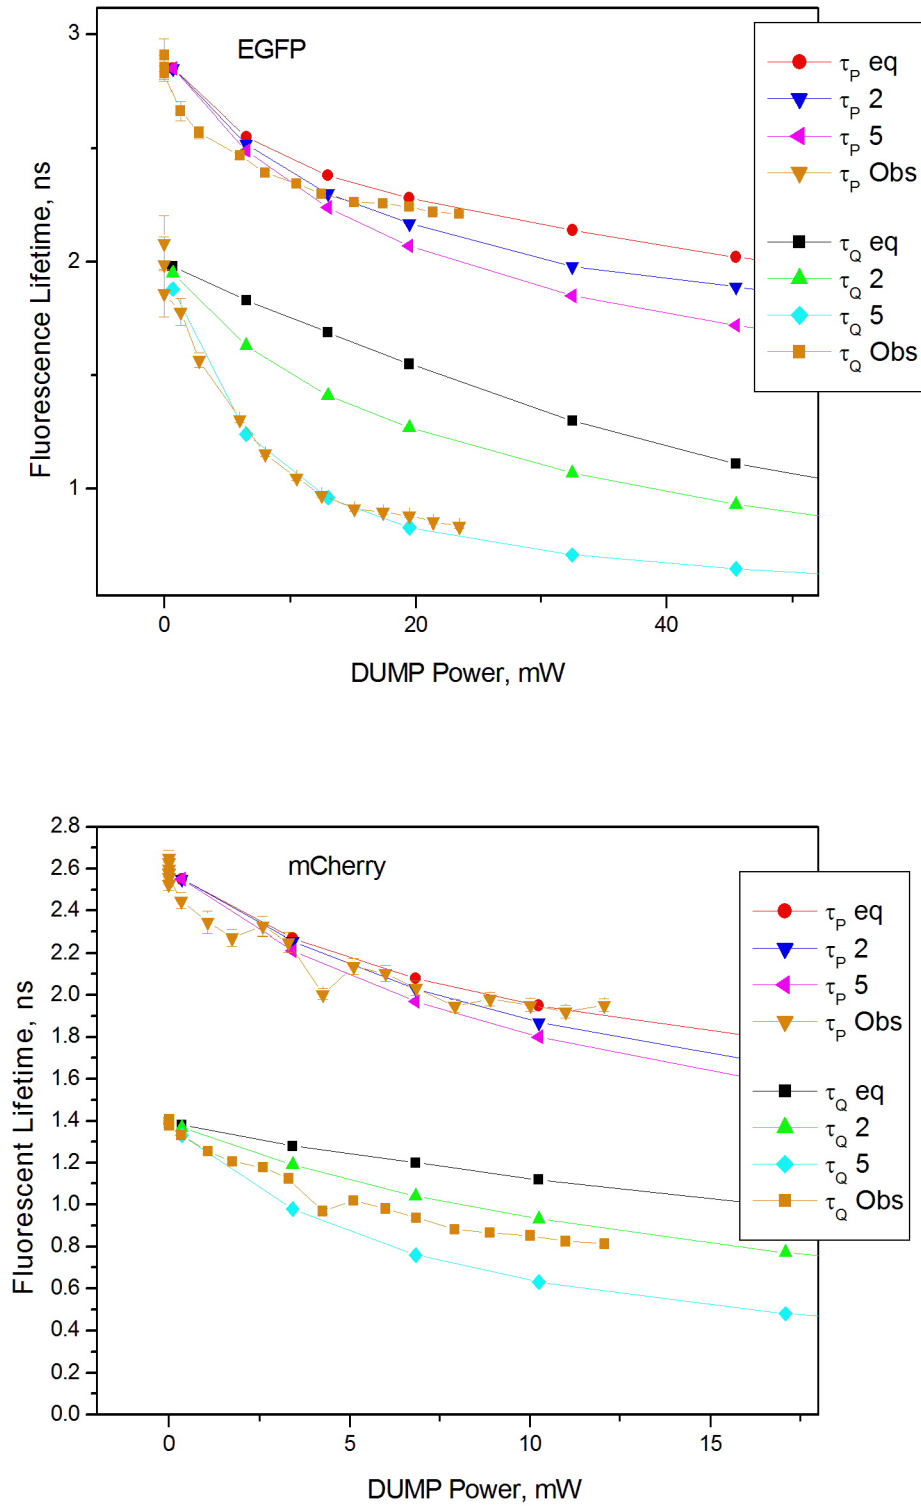 EGFP
3
2
1
Fluorescence Lifetime, ns
0
20
40
DUMP Power, mW
τP eq
τP 2
τP 5
τP Obs
τQ eq
τQ 2
τQ 5
τQ Obs
mCherry
2.8
2.6
2.4
2.2
2.0
1.8
1.6
1.4
1.2
1.0
0.8
0.6
0.4
0.2
0.0
Fluorescent Lifetime, ns
0
5
10
15
DUMP Power, mW
τP eq
τP 2
τP 5
τP Obs
τQ eq
τQ 2
τQ 5
τQ Obs